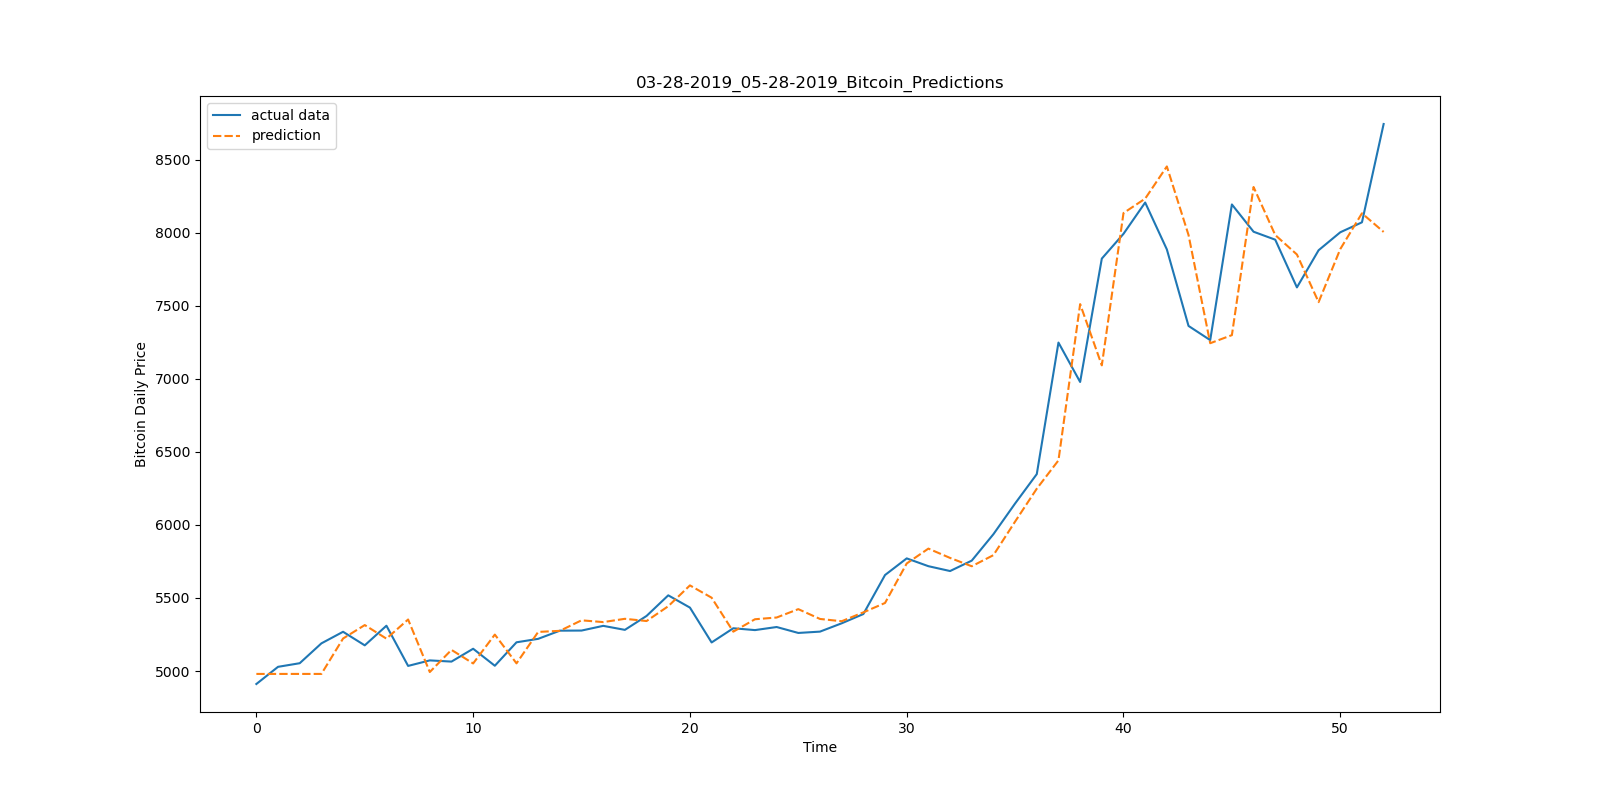 03-28-2019_05-28-2019_Bitcoin_Predictions
actual data
prediction
8500
8000
7500
7000
6500
6000
5500
5000
Bitcoin Daily Price
0 10 20 30 40 50
Time